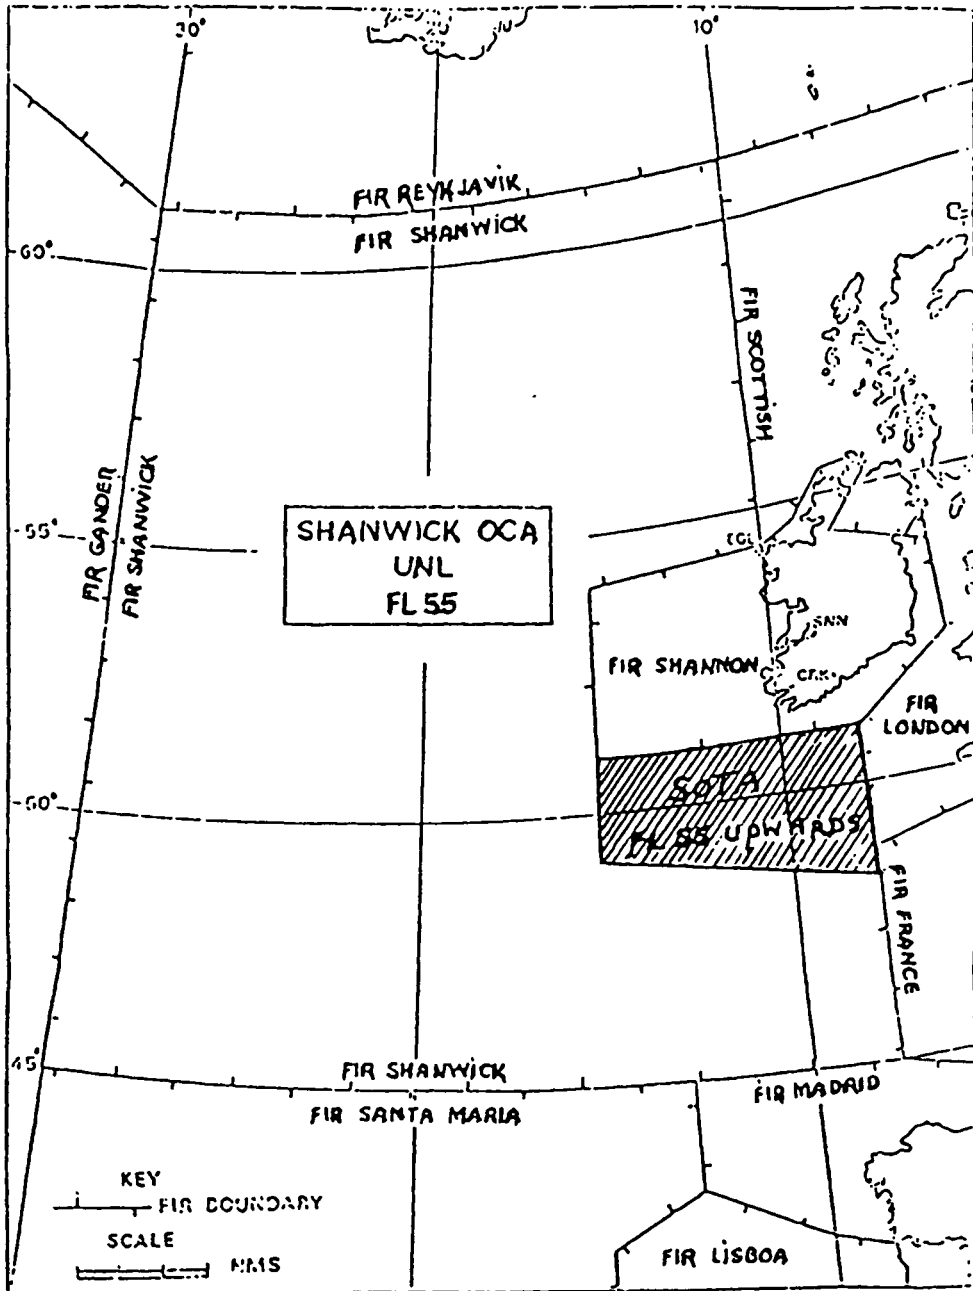 30°
10°
FIR REYKJAVIK
FIR SHANWICK
60°
FIR SCOTTISH
FIR GANDER
FIR SHANWICK
55°
SHANWICK OCA
UNL
FL 55
SNN
FIR SHANNON
CRK
FIR
LONDON
SOTA
50°
FL 55 UPWARDS
FIR FRANCE
45°
FIR SHANWICK
FIR MADRID
FIR SANTA MARIA
KEY
FIR BOUNDARY
SCALE
NMS
FIR LISBOA